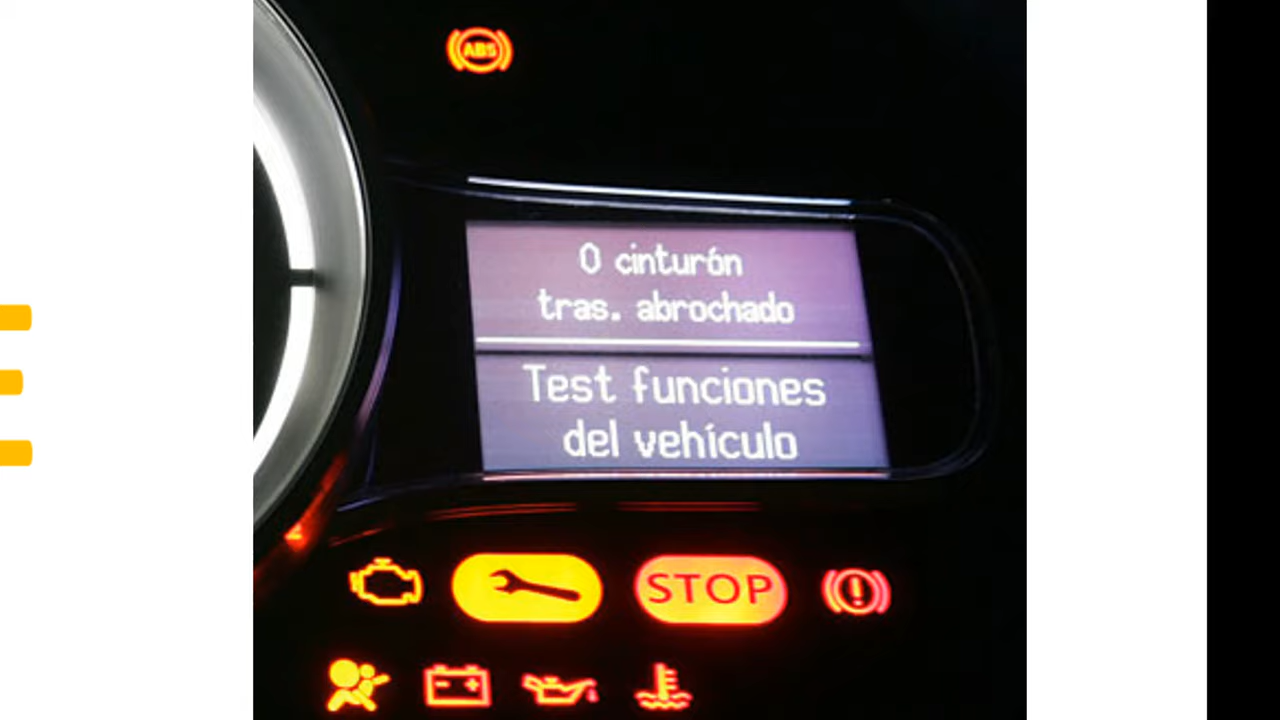 ABS
0 cinturón
tras. abrochado
Test funciones
del vehículo
STOP